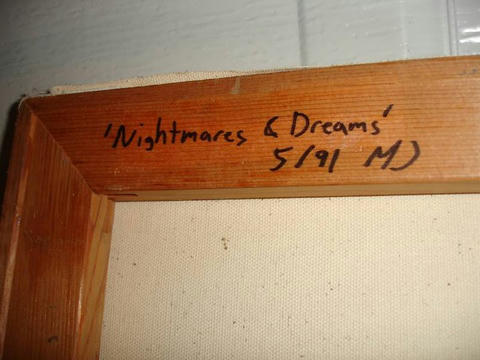 'Nightmares & Dreams'
5/91 MJ